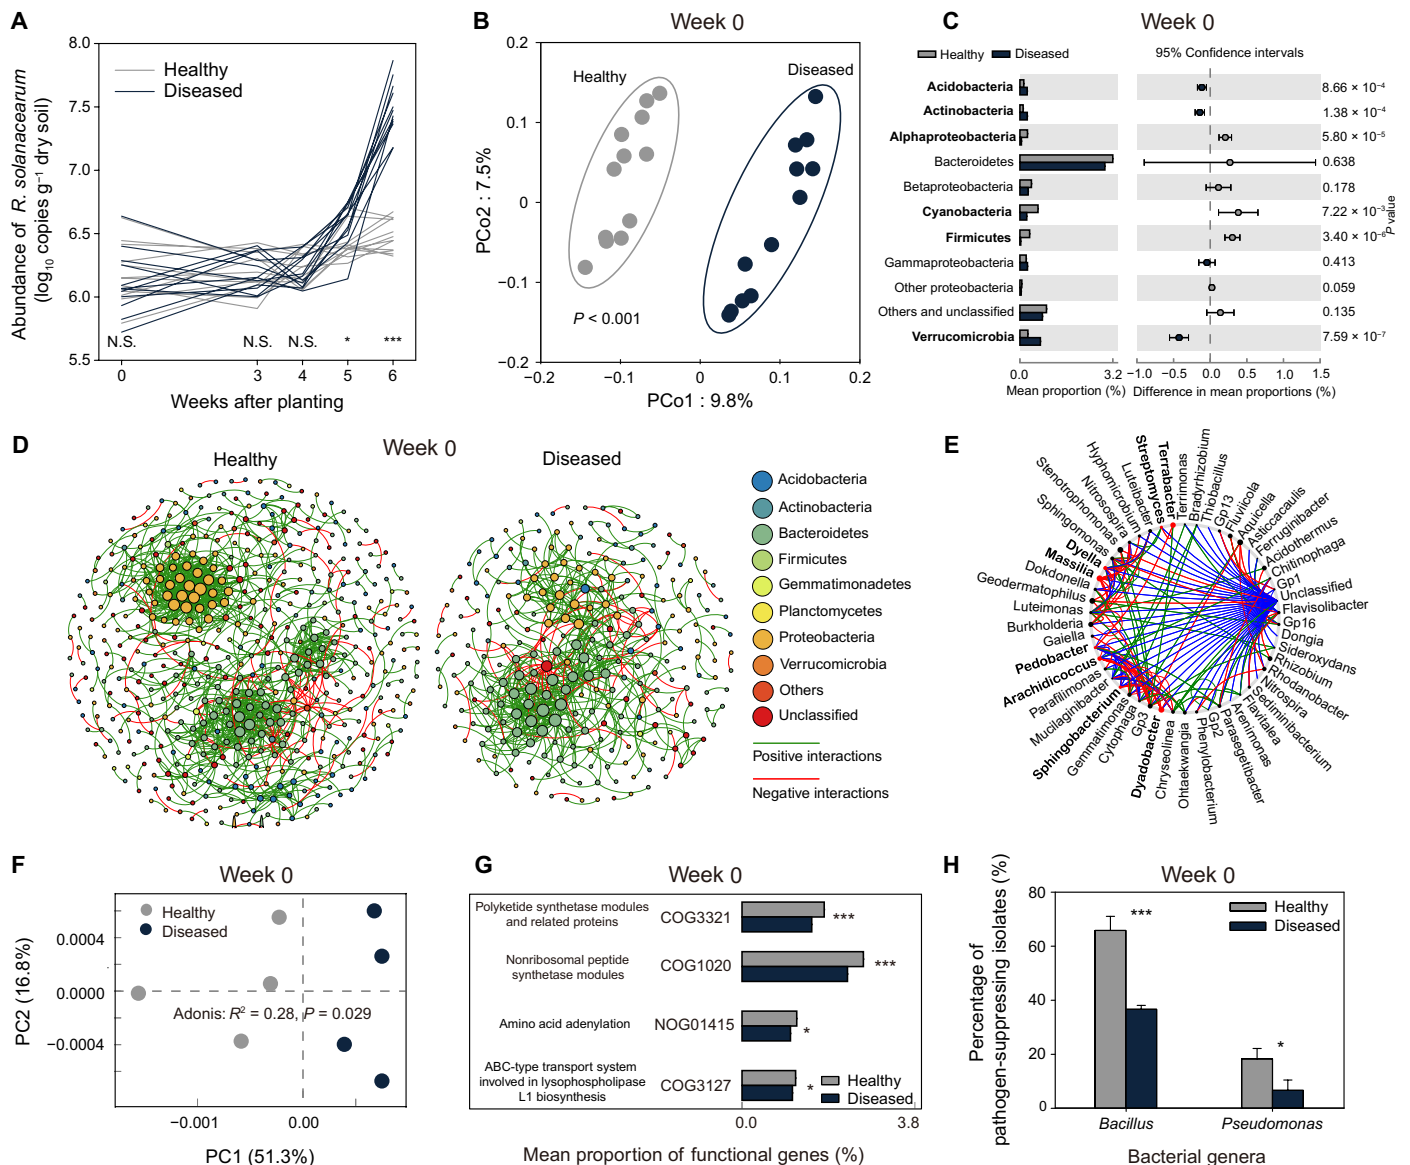 A
8.0
7.5
7.0
6.5
6.0
5.5
Abundance of R. solanacearum
(log₁₀ copies g⁻¹ dry soil)
Healthy
Diseased
N.S.
N.S.
N.S.
*
***
0
3
4
5
6
Weeks after planting
B
Week 0
0.2
0.1
0
−0.1
−0.2
PCo2 : 7.5%
Healthy
Diseased
P < 0.001
−0.2
−0.1
0
0.1
0.2
PCo1 : 9.8%
C
Week 0
Healthy
Diseased
95% Confidence intervals
Acidobacteria
8.66 × 10⁻⁴
Actinobacteria
1.38 × 10⁻⁴
Alphaproteobacteria
5.80 × 10⁻⁵
Bacteroidetes
0.638
Betaproteobacteria
0.178
Cyanobacteria
7.22 × 10⁻³
Firmicutes
3.40 × 10⁻⁶
Gammaproteobacteria
0.413
Other proteobacteria
0.059
Others and unclassified
0.135
Verrucomicrobia
7.59 × 10⁻⁷
P value
0.0
3.2
−1.0
−0.5
0.0
0.5
1.0
1.5
Mean proportion (%)
Difference in mean proportions (%)
D
Week 0
Healthy
Diseased
Acidobacteria
Actinobacteria
Bacteroidetes
Firmicutes
Gemmatimonadetes
Planctomycetes
Proteobacteria
Verrucomicrobia
Others
Unclassified
Positive interactions
Negative interactions
E
Terrimonas
Bradyrhizobium
Thiobacillus
Gp13
Fluviicola
Aquicella
Asticcacaulis
Ferruginibacter
Acidothermus
Chitinophaga
Gp1
Unclassified
Flavisolibacter
Gp16
Dongia
Sideroxydans
Rhizobium
Rhodanobacter
Nitrospira
Sediminibacterium
Flavitalea
Arenimonas
Parasegetibacter
Gp2
Phenylobacterium
Ohtaekwangia
Chryseolinea
Dyadobacter
Gp3
Cytophaga
Gemmatimonas
Sphingobacterium
Mucilaginibacter
Parafilimonas
Arachidicoccus
Pedobacter
Gaiella
Burkholderia
Luteimonas
Geodermatophilus
Dokdonella
Massilia
Dyella
Sphingomonas
Stenotrophomonas
Nitrosospira
Hyphomicrobium
Luteibacter
Streptomyces
Terrabacter
F
Week 0
Healthy
Diseased
0.0004
0.0000
−0.0004
PC2 (16.8%)
Adonis: R² = 0.28, P = 0.029
−0.001
0.00
PC1 (51.3%)
G
Week 0
Polyketide synthetase modules
and related proteins
COG3321
***
Nonribosomal peptide
synthetase modules
COG1020
***
Amino acid adenylation
NOG01415
*
ABC-type transport system
involved in lysophospholipase
L1 biosynthesis
COG3127
*
Healthy
Diseased
0.0
3.8
Mean proportion of functional genes (%)
H
Week 0
80
60
40
20
0
Percentage of
pathogen-suppressing isolates (%)
Healthy
Diseased
***
*
Bacillus
Pseudomonas
Bacterial genera